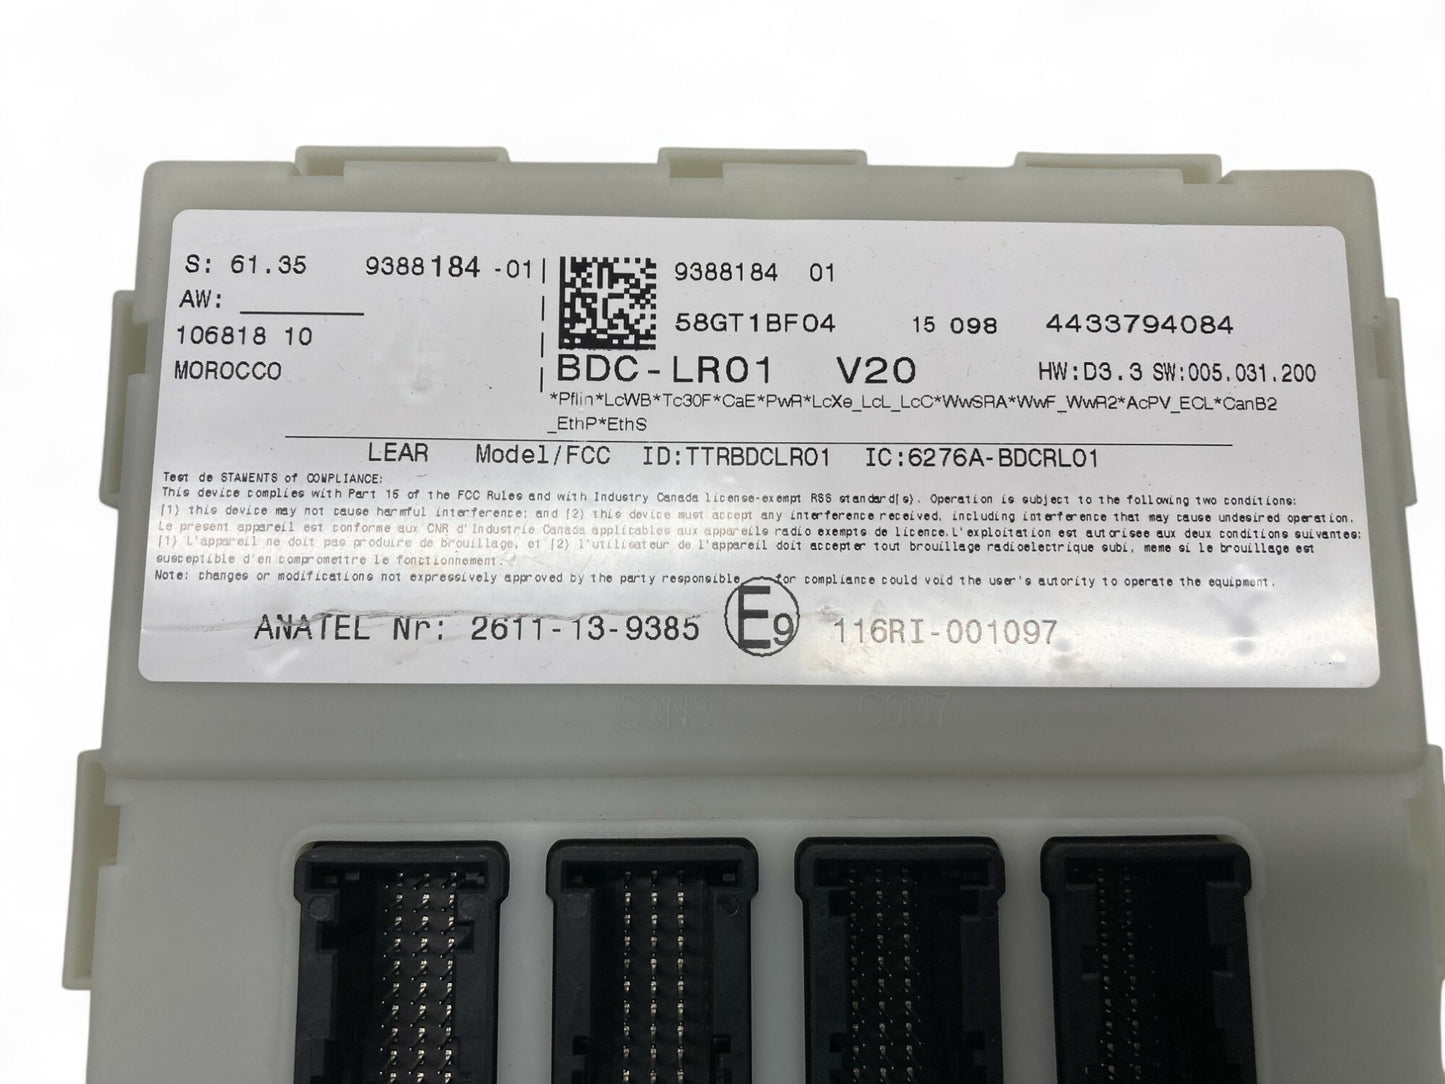 S: 61.35 9388184 -01
AW:
106818 10
MOROCCO
9388184 01
58GT1BF04 15 098 4433794084
BDC-LR01 V20 HW:D3.3 SW:005.031.200
*Pflin*LcWB*Tc30F*CaE*PwR*LcXe_LcL_LcC*WwSRA*WwF_WwR2*AcPV_ECL*CanB2
_EthP*EthS
LEAR Model/FCC ID:TTRBDCLR01 IC:6276A-BDCRL01
Test de STAMENTS of COMPLIANCE:
This device complies with Part 15 of the FCC Rules and with Industry Canada license-exempt RSS standard(s). Operation is subject to the following two conditions:
(1) this device may not cause harmful interference; and (2) this device must accept any interference received, including interference that may cause undesired operation.
Le present appareil est conforme aux CNR d'Industrie Canada applicables aux appareils radio exempts de licence.L'exploitation est autorisee aux deux conditions suivantes:
(1) L'appareil ne doit pas produire de brouillage, et (2) l'utilisateur de l'appareil doit accepter tout brouillage radioelectrique subi, meme si le brouillage est
susceptible d'en compromettre le fonctionnement.
Note: changes or modifications not expressively approved by the party responsible for compliance could void the user's autority to operate the equipment.
ANATEL Nr: 2611-13-9385 E9 116RI-001097
CON8 CON7